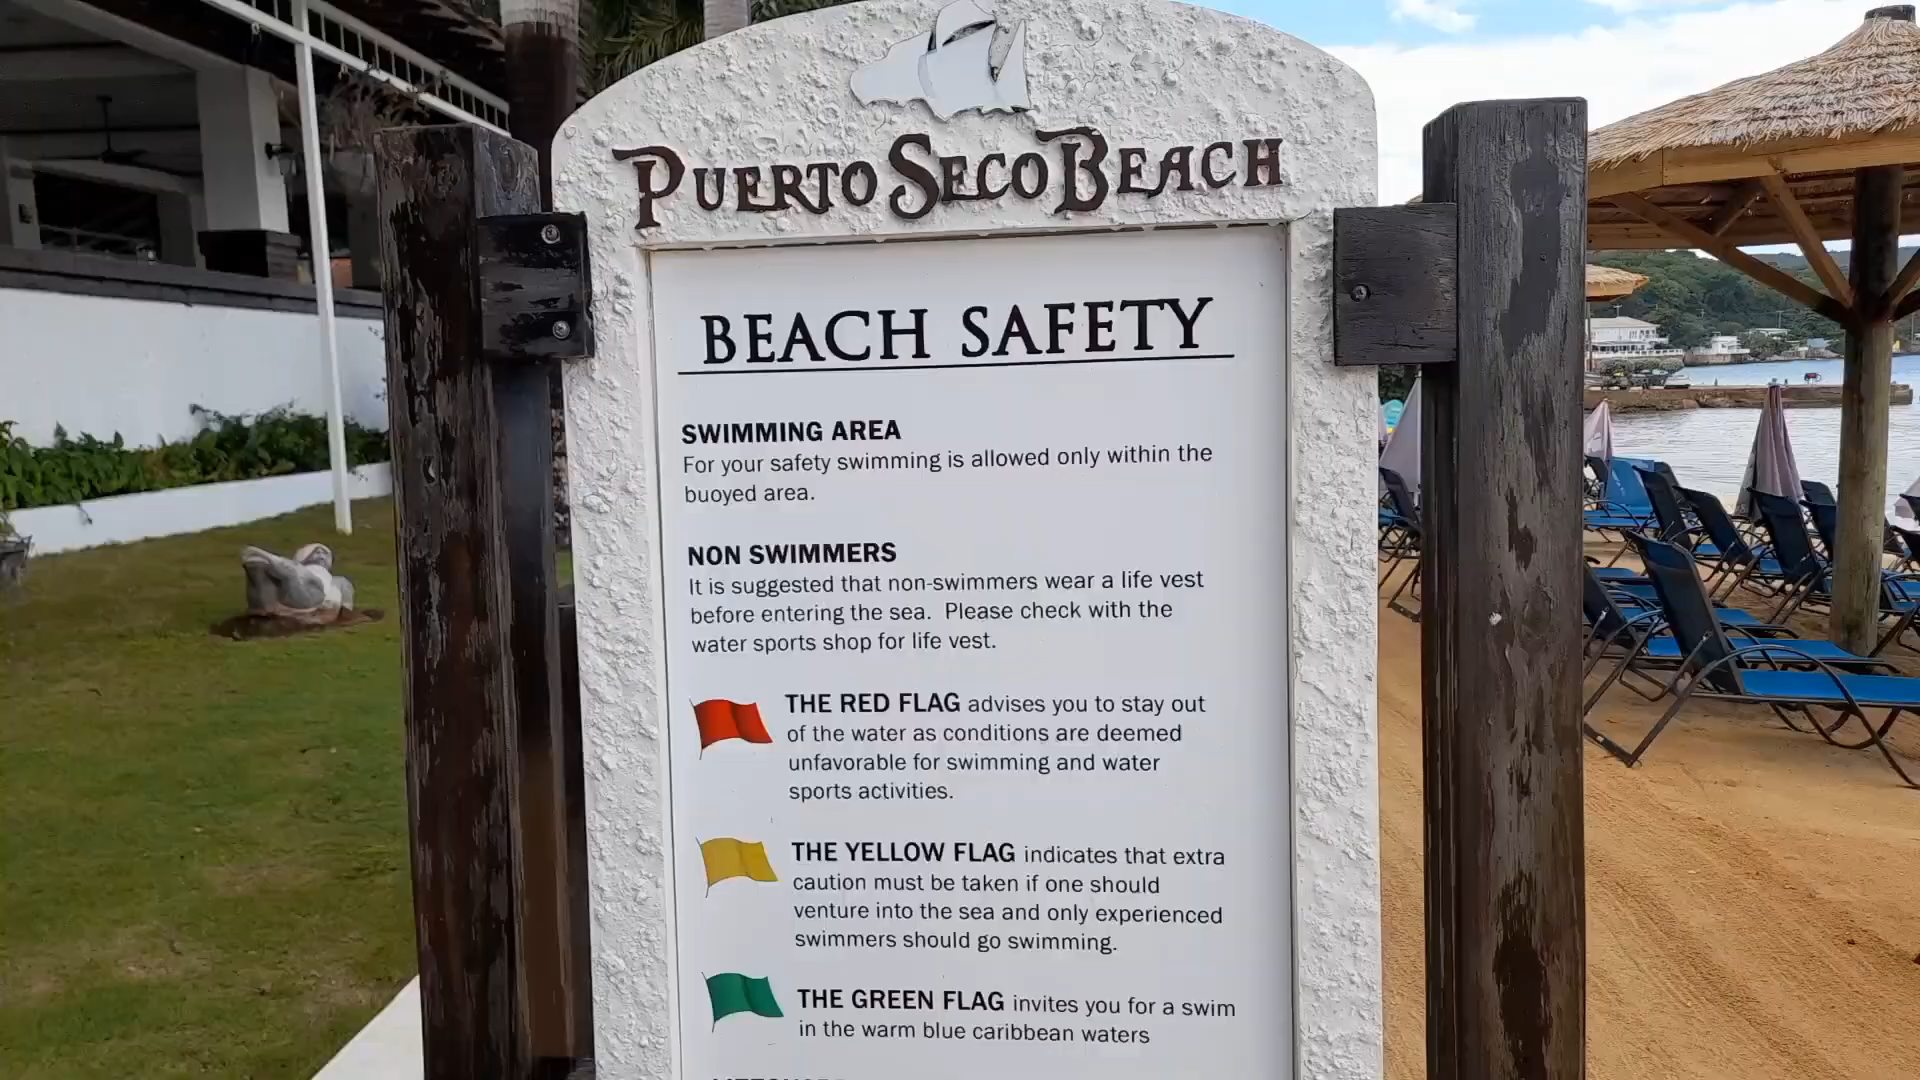 PUERTO SECO BEACH
BEACH SAFETY
SWIMMING AREA
For your safety swimming is allowed only within the
buoyed area.
NON SWIMMERS
It is suggested that non-swimmers wear a life vest
before entering the sea. Please check with the
water sports shop for life vest.
THE RED FLAG advises you to stay out
of the water as conditions are deemed
unfavorable for swimming and water
sports activities.
THE YELLOW FLAG indicates that extra
caution must be taken if one should
venture into the sea and only experienced
swimmers should go swimming.
THE GREEN FLAG invites you for a swim
in the warm blue caribbean waters